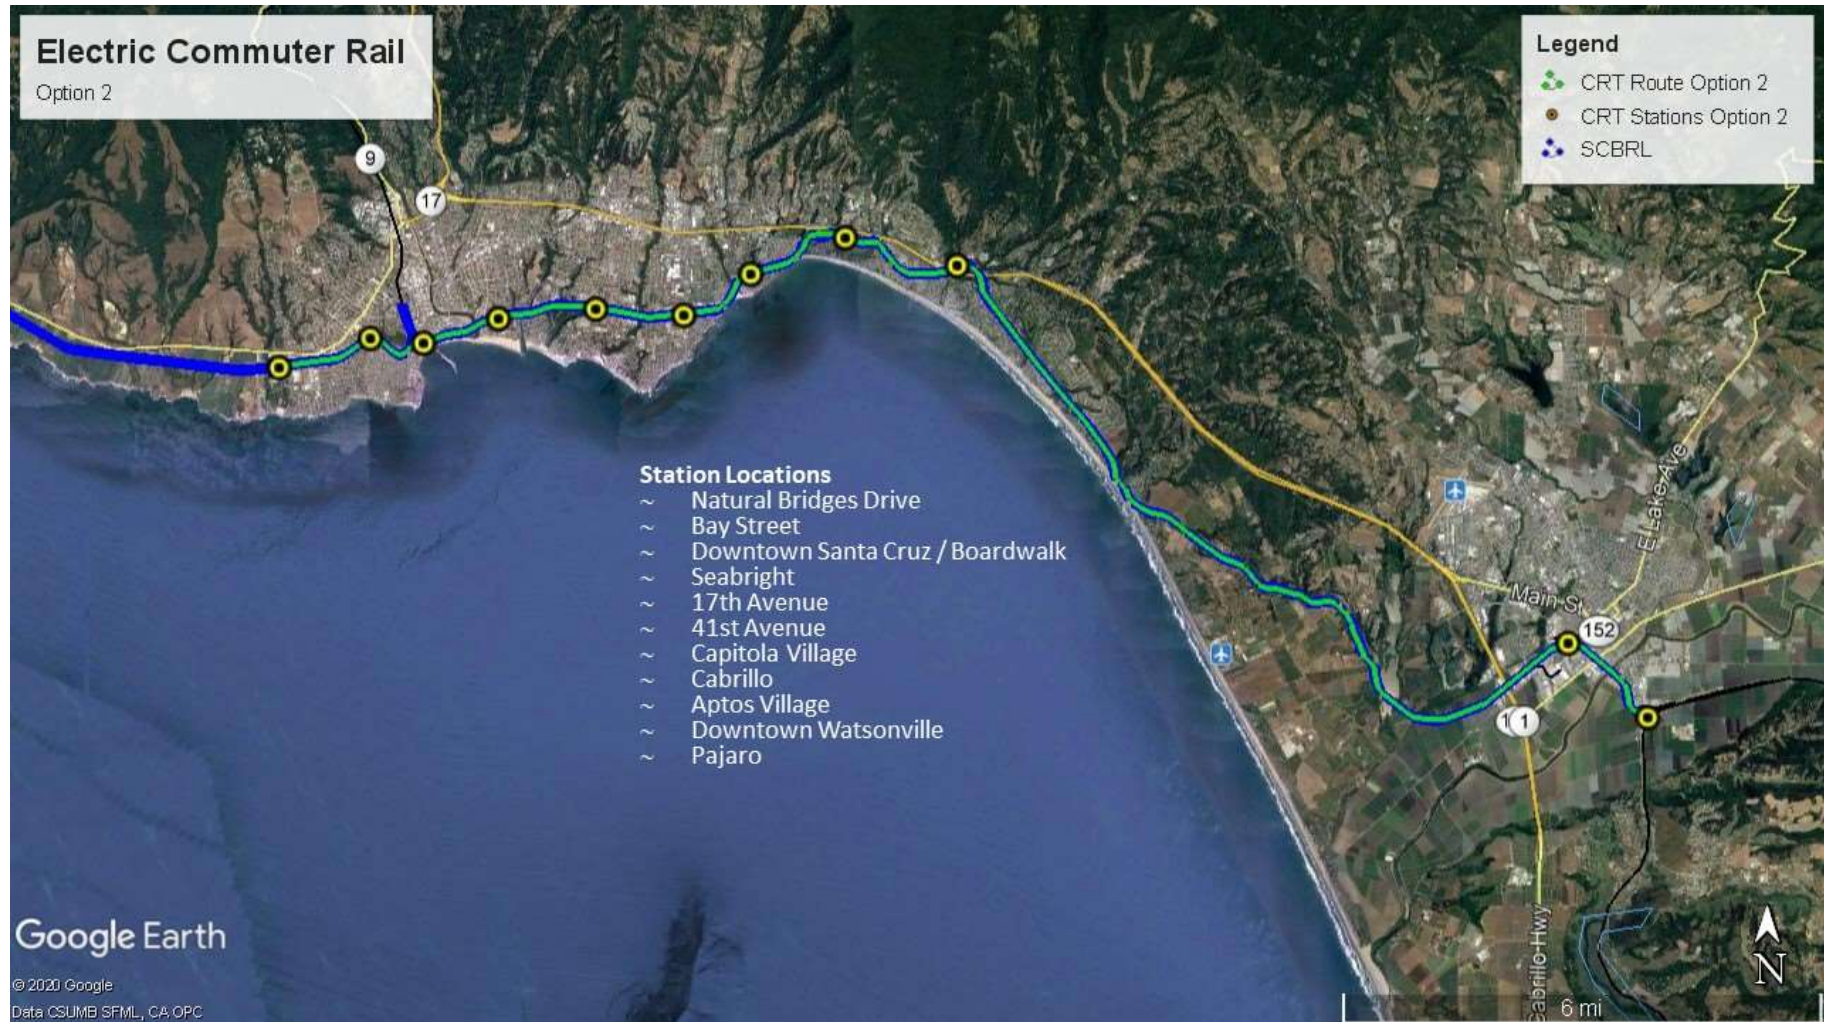 Electric Commuter Rail
Option 2
Legend
CRT Route Option 2
CRT Stations Option 2
SCBRL
9
17
Station Locations
~ Natural Bridges Drive
~ Bay Street
~ Downtown Santa Cruz / Boardwalk
~ Seabright
~ 17th Avenue
~ 41st Avenue
~ Capitola Village
~ Cabrillo
~ Aptos Village
~ Downtown Watsonville
~ Pajaro
E Lake Ave
Main St
152
1
1
Cabrillo Hwy
Google Earth
© 2020 Google
Data CSUMB SFML, CA OPC
N
6 mi